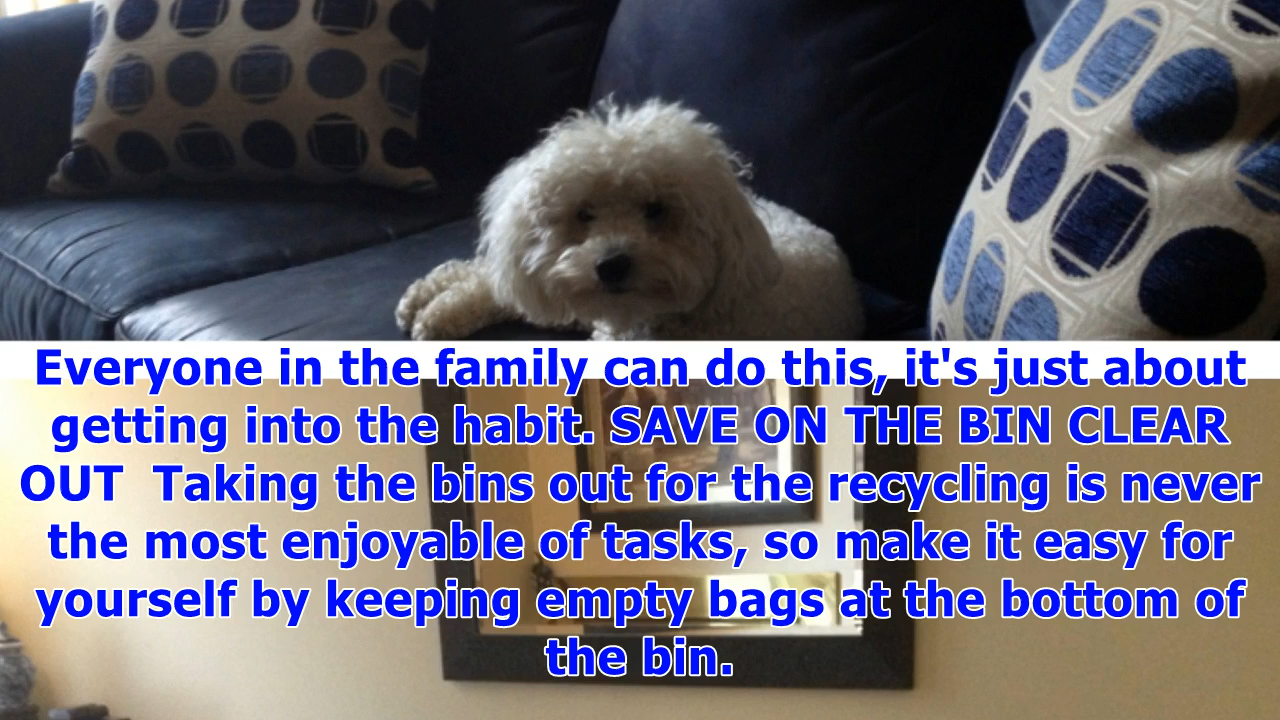 Everyone in the family can do this, it's just about
getting into the habit. SAVE ON THE BIN CLEAR
OUT  Taking the bins out for the recycling is never
the most enjoyable of tasks, so make it easy for
yourself by keeping empty bags at the bottom of
the bin.